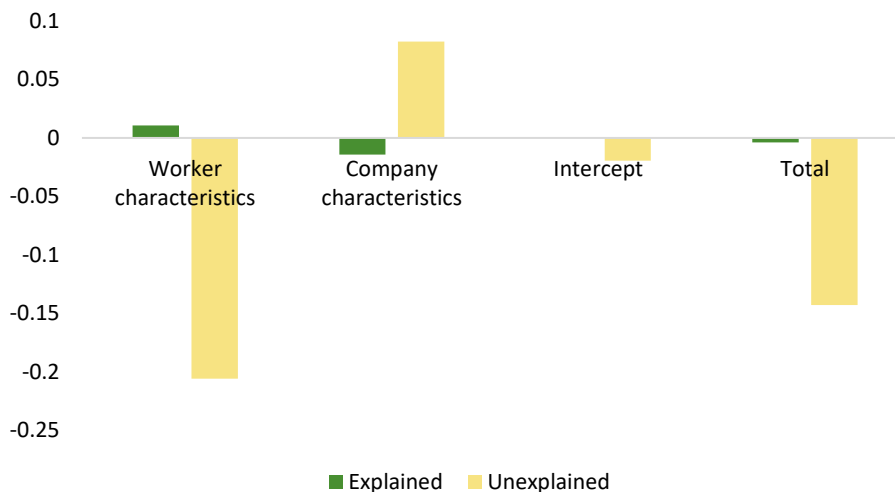 0.1
0.05
0
-0.05
-0.1
-0.15
-0.2
-0.25
Worker
characteristics
Company
characteristics
Intercept
Total
Explained
Unexplained